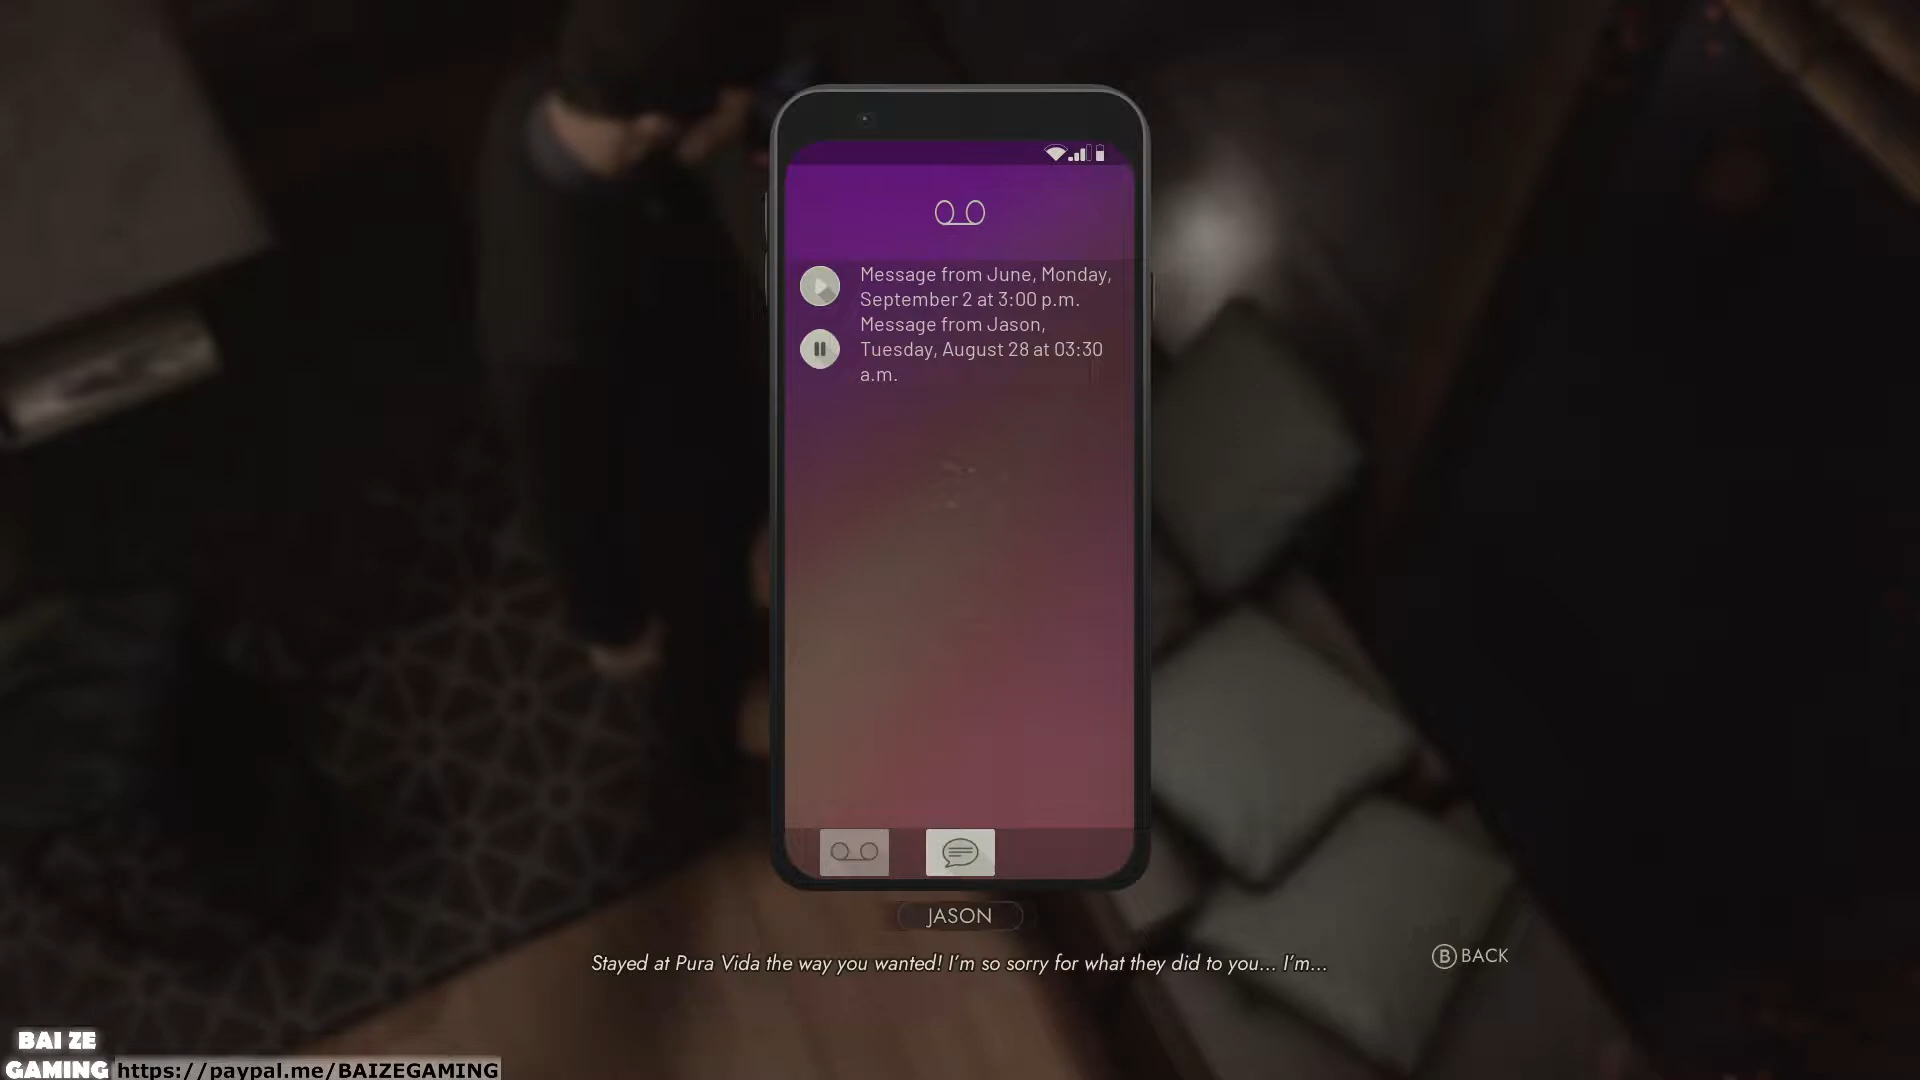 Message from June, Monday,
September 2 at 3:00 p.m.
Message from Jason,
Tuesday, August 28 at 03:30
a.m.
JASON
Stayed at Pura Vida the way you wanted! I'm so sorry for what they did to you... I'm...
B BACK
BAI ZE
GAMING https://paypal.me/BAIZEGAMING